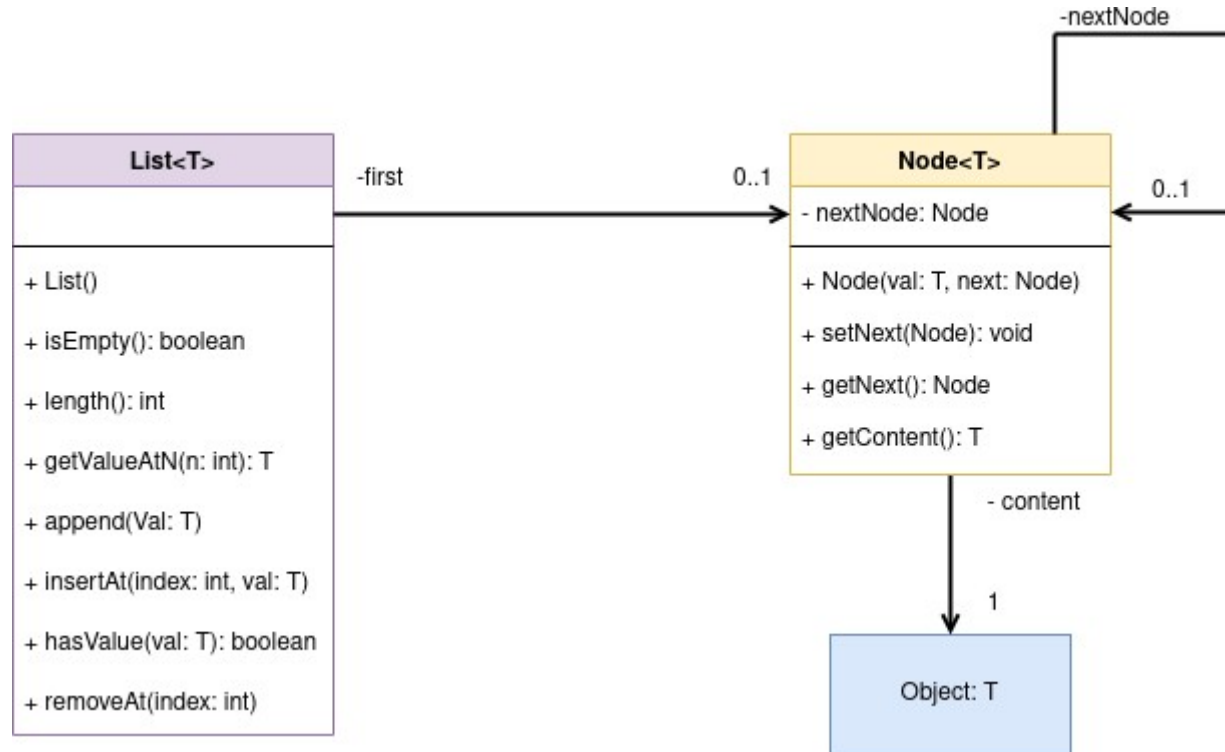 -nextNode
List<T>
-first
0..1
Node<T>
- nextNode: Node
0..1
+ List()
+ isEmpty(): boolean
+ length(): int
+ getValueAtN(n: int): T
+ append(Val: T)
+ insertAt(index: int, val: T)
+ hasValue(val: T): boolean
+ removeAt(index: int)
+ Node(val: T, next: Node)
+ setNext(Node): void
+ getNext(): Node
+ getContent(): T
- content
1
Object: T